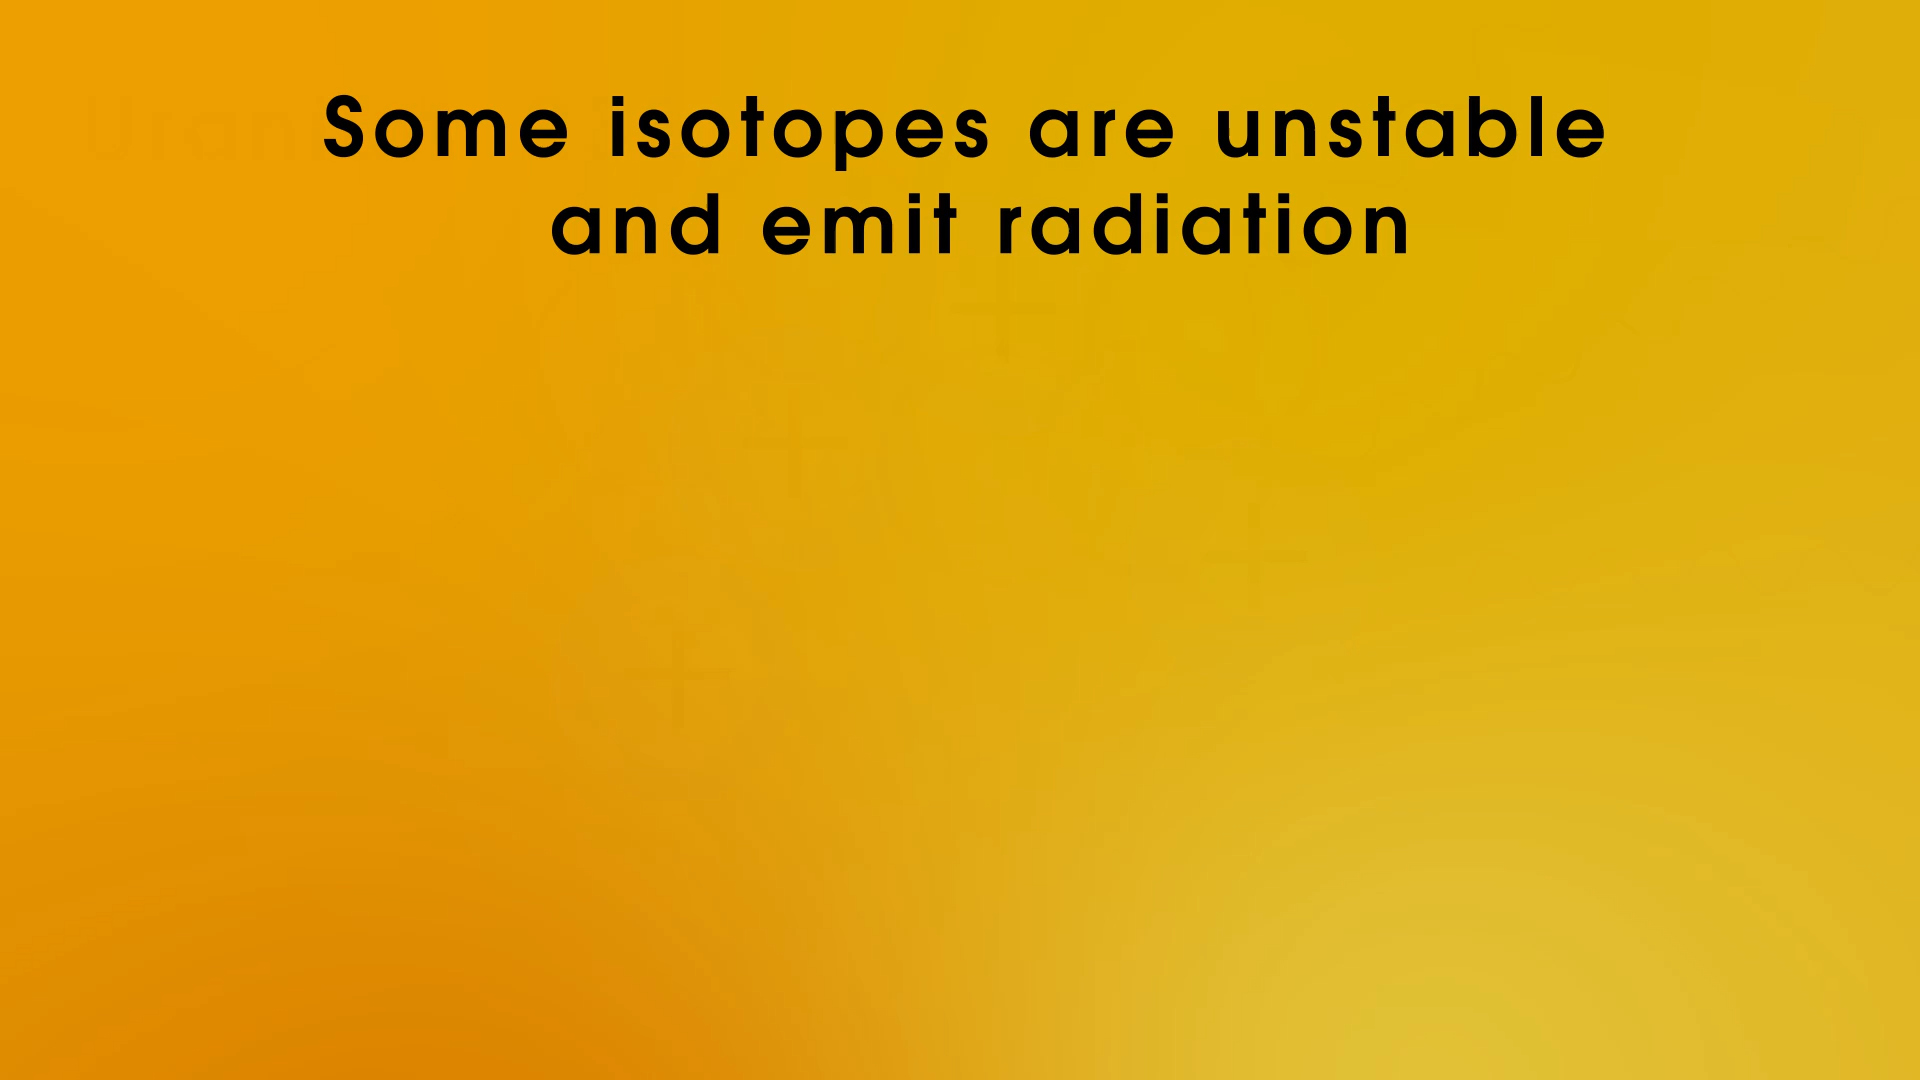 Some isotopes are unstable
and emit radiation